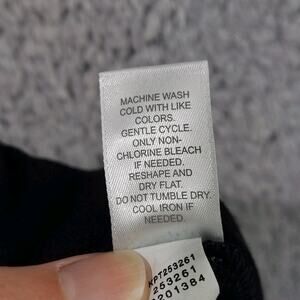 MACHINE WASH
COLD WITH LIKE
COLORS.
GENTLE CYCLE.
ONLY NON-
CHLORINE BLEACH
IF NEEDED.
RESHAPE AND
DRY FLAT.
DO NOT TUMBLE DRY.
COOL IRON IF
NEEDED.
KP7253261
253261
201384